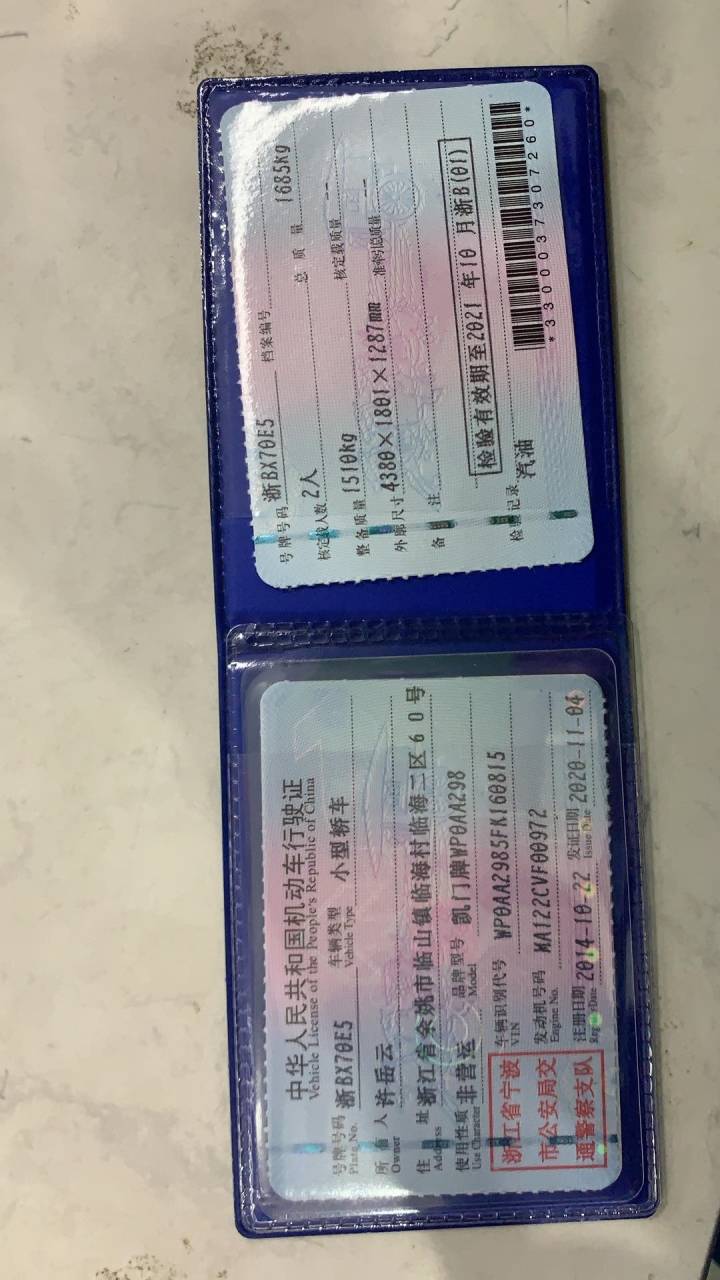 中华人民共和国机动车行驶证
Vehicle License of the People's Republic of China
号牌号码 浙BX70E5 车辆类型 小型轿车
Plate No. Vehicle Type
所有人 许岳云
Owner
住址 浙江省余姚市临山镇临海村临海二区60号
Address
使用性质 非营运 品牌型号 凯门牌WP0AA298
Use Character Model
浙江省宁波
市公安局交
通警察支队
车辆识别代号 WP0AA2985FK160815
VIN
发动机号码 MA122CVF00972
Engine No.
注册日期 2014-10-22 发证日期 2020-11-04
Date Issue Date
号牌号码 浙BX70E5 档案编号
核定载人数 2人 总质量 1685kg
整备质量 1510kg 核定载质量 --
外廓尺寸 4380×1801×1287mm 准牵引总质量 --
备注
检验有效期至2021年10月浙B(01)
检验记录
汽油
*3300037307260*